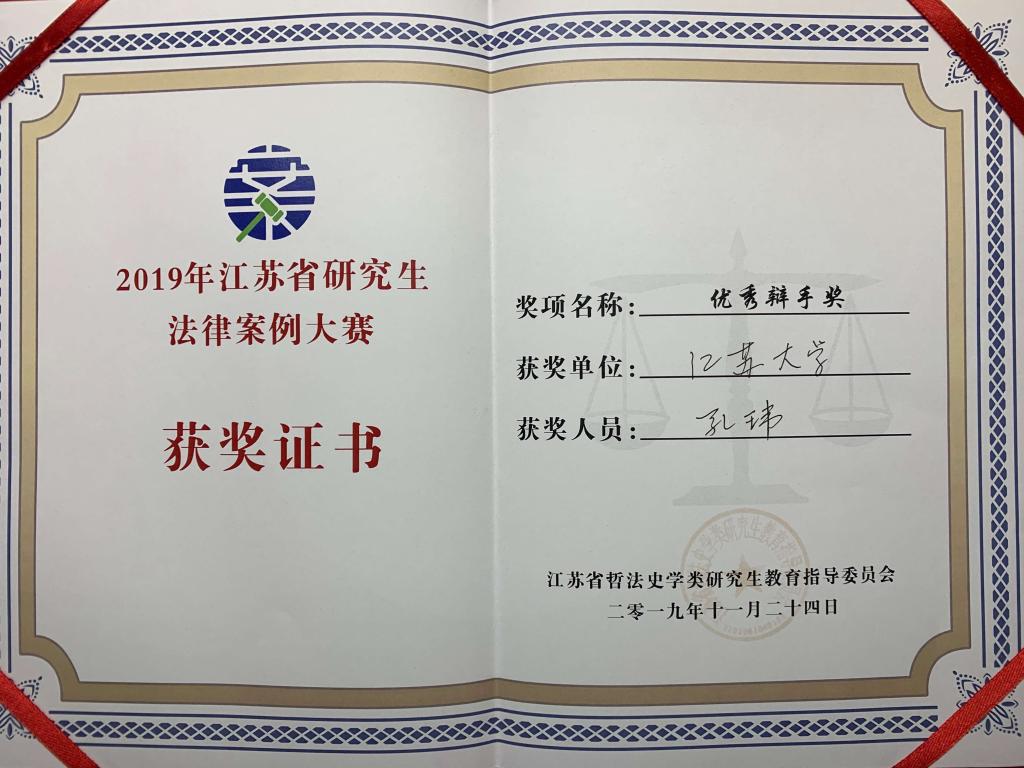 2019年江苏省研究生
法律案例大赛
获奖证书
奖项名称：优秀辩手奖
获奖单位：江苏大学
获奖人员：孔玮
江苏省哲法史学类研究生教育指导委员会
二零一九年十一月二十四日